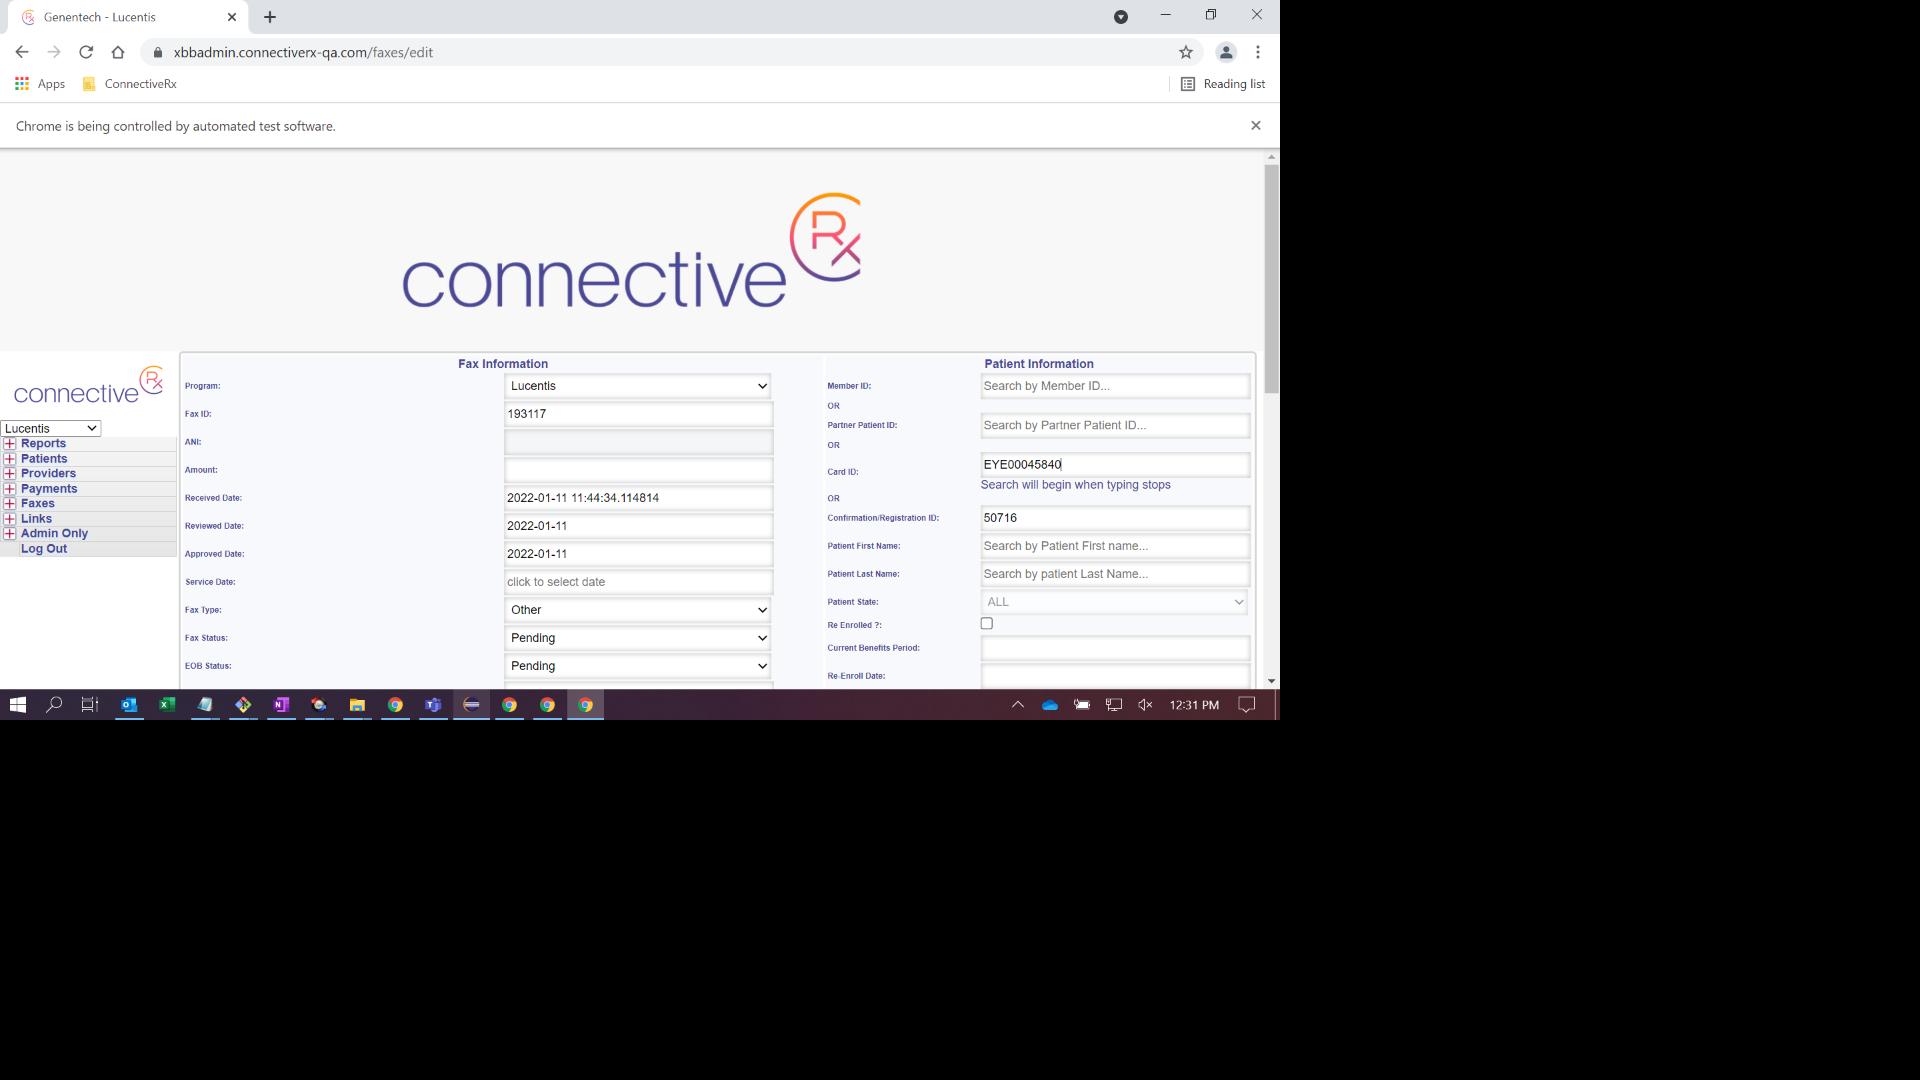 Genentech - Lucentis
xbbadmin.connectiverx-qa.com/faxes/edit
Apps
ConnectiveRx
Reading list
Chrome is being controlled by automated test software.
connective Rx
connective Rx
Lucentis
Reports
Patients
Providers
Payments
Faxes
Links
Admin Only
Log Out
Fax Information
Program: Lucentis
Fax ID: 193117
ANI:
Amount:
Received Date: 2022-01-11 11:44:34.114814
Reviewed Date: 2022-01-11
Approved Date: 2022-01-11
Service Date: click to select date
Fax Type: Other
Fax Status: Pending
EOB Status: Pending
Patient Information
Member ID: Search by Member ID...
OR
Partner Patient ID: Search by Partner Patient ID...
OR
Card ID: EYE00045840
Search will begin when typing stops
OR
Confirmation/Registration ID: 50716
Patient First Name: Search by Patient First name...
Patient Last Name: Search by patient Last Name...
Patient State: ALL
Re Enrolled ?:
Current Benefits Period:
Re-Enroll Date:
12:31 PM